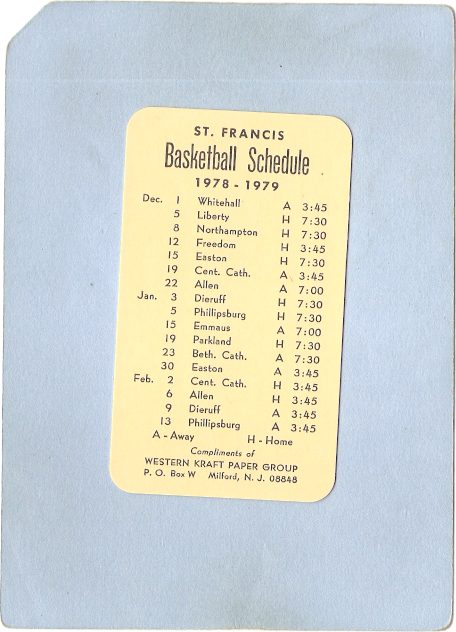 ST. FRANCIS
Basketball Schedule
1978 - 1979
Dec. 1 Whitehall A 3:45
5 Liberty H 7:30
8 Northampton H 7:30
12 Freedom H 3:45
15 Easton H 7:30
19 Cent. Cath. A 3:45
22 Allen A 7:00
Jan. 3 Dieruff H 7:30
5 Phillipsburg H 7:30
15 Emmaus A 7:00
19 Parkland H 7:30
23 Beth. Cath. A 7:30
30 Easton A 3:45
Feb. 2 Cent. Cath. H 3:45
6 Allen H 3:45
9 Dieruff A 3:45
13 Phillipsburg A 3:45
A - Away H - Home
Compliments of
WESTERN KRAFT PAPER GROUP
P. O. Box W Milford, N. J. 08848